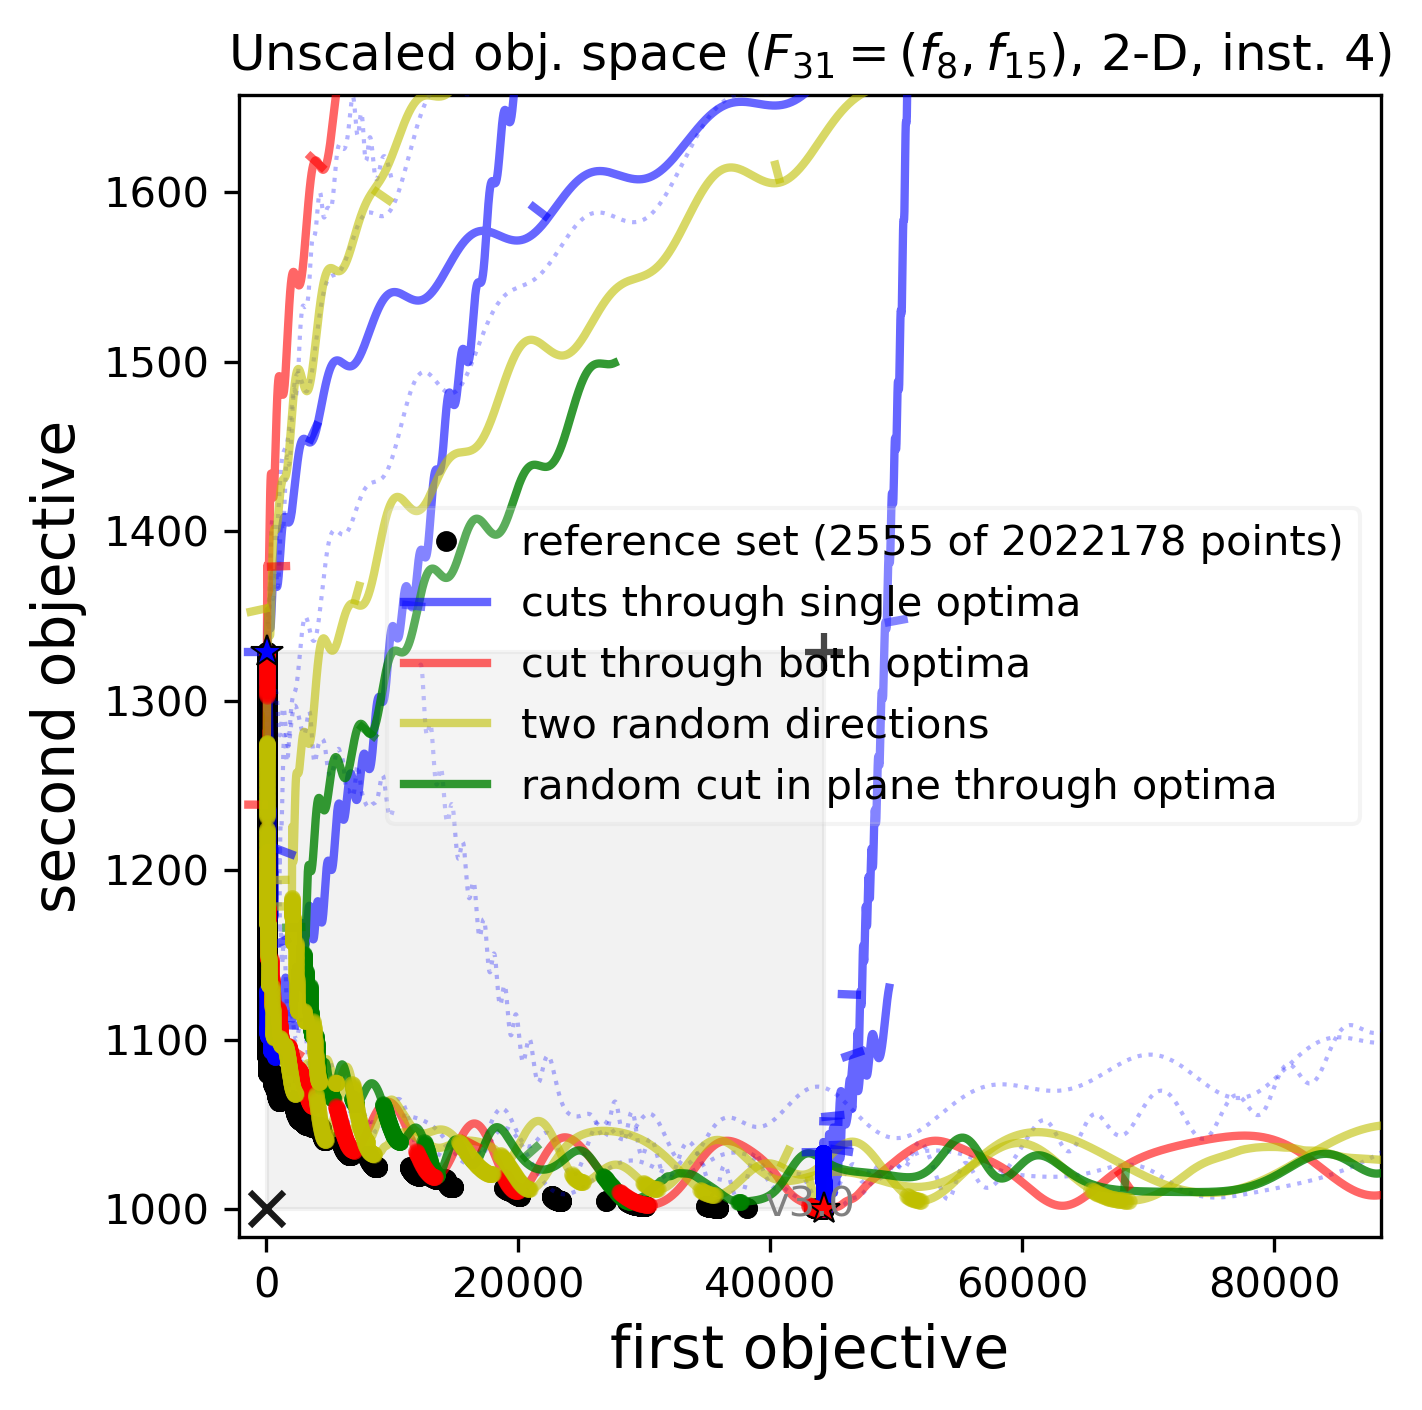 Unscaled obj. space (F31 = (f8, f15), 2-D, inst. 4)
1600
1500
1400
1300
1200
1100
1000
second objective
reference set (2555 of 2022178 points)
cuts through single optima
cut through both optima
two random directions
random cut in plane through optima
0
20000
40000
60000
80000
first objective